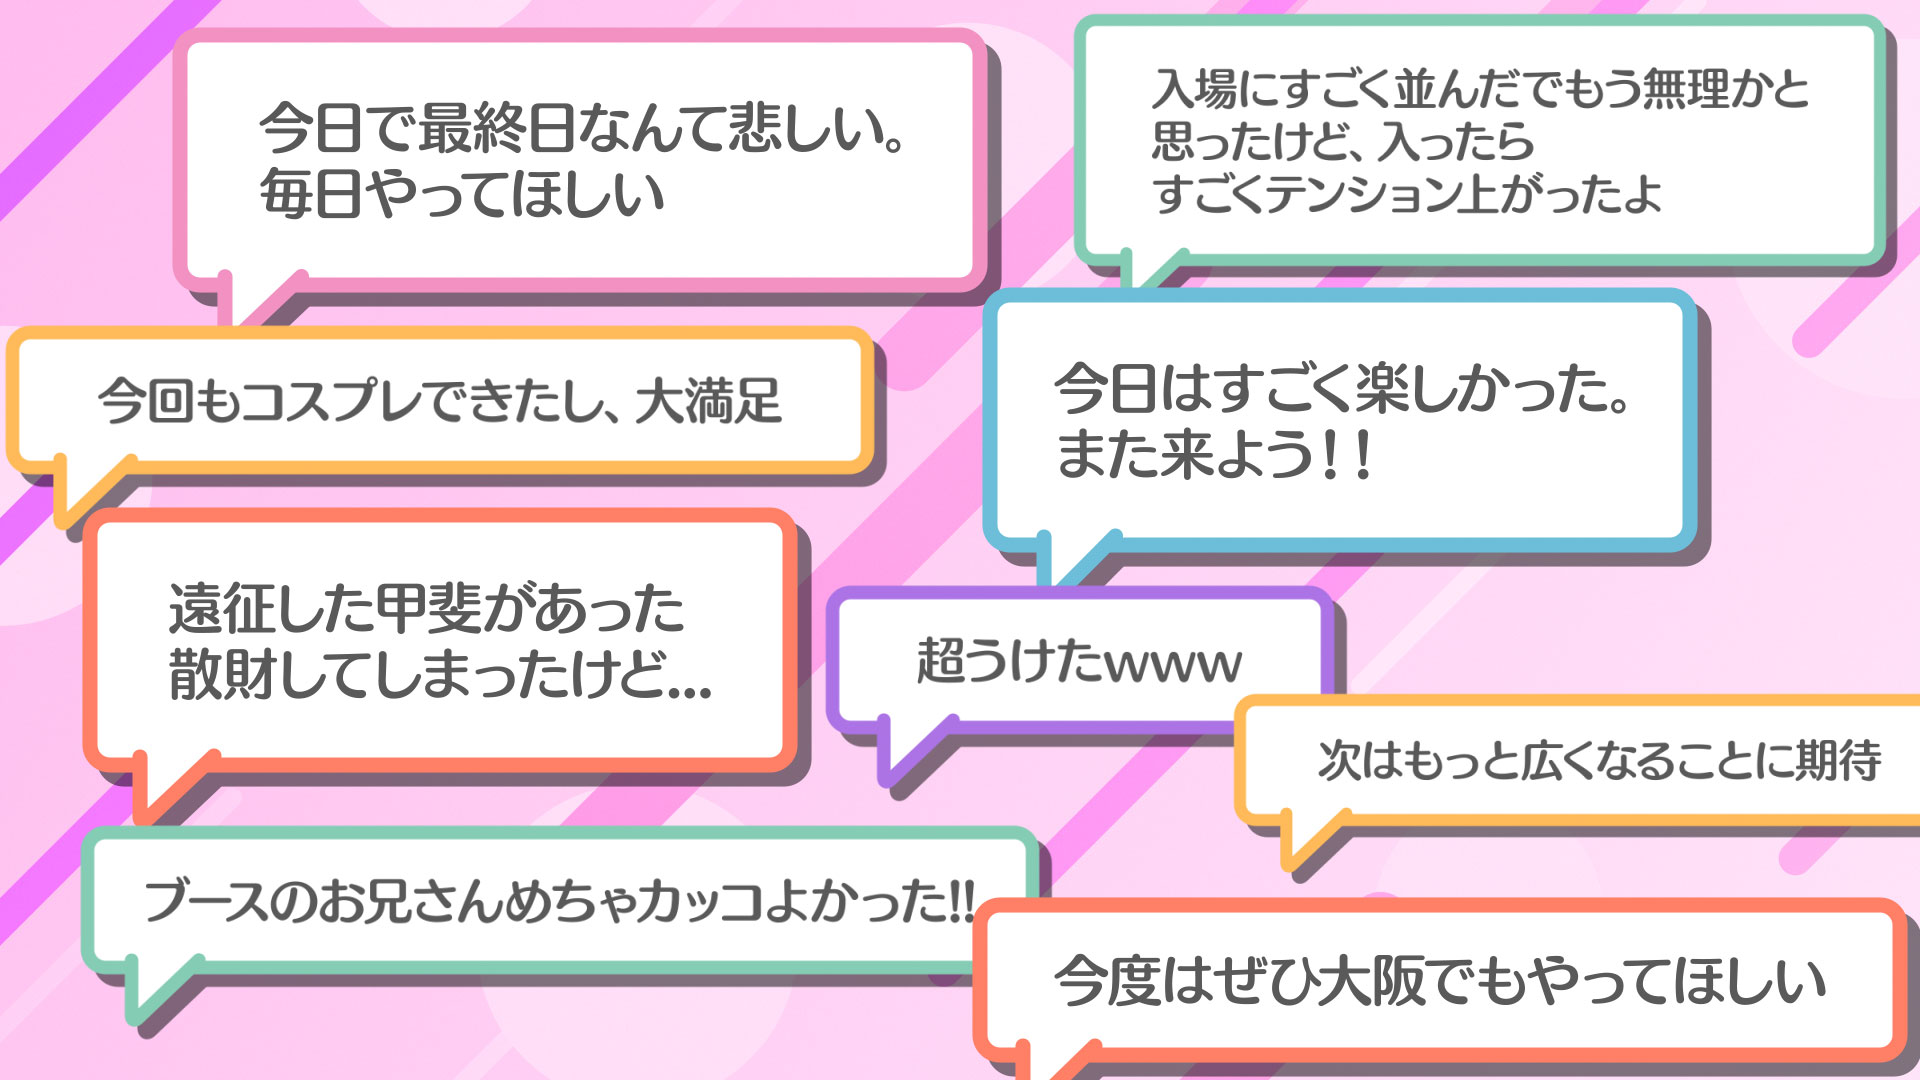 今日で最終日なんて悲しい。
毎日やってほしい
入場にすごく並んだでもう無理かと
思ったけど、入ったら
すごくテンション上がったよ
今回もコスプレできたし、大満足
今日はすごく楽しかった。
また来よう！！
遠征した甲斐があった
散財してしまったけど…
超うけたwww
次はもっと広くなることに期待
ブースのお兄さんめちゃカッコよかった!!
今度はぜひ大阪でもやってほしい